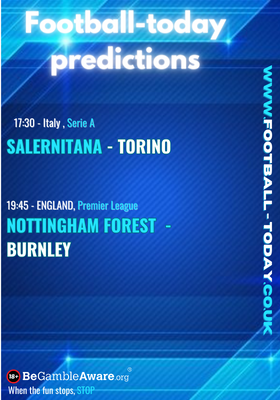 Football-today
predictions
17:30 - Italy , Serie A
SALERNITANA - TORINO
19:45 - ENGLAND, Premier League
NOTTINGHAM FOREST -
BURNLEY
WWW.FOOTBALL-TODAY.CO.UK
18+ BeGambleAware.org®
When the fun stops, STOP